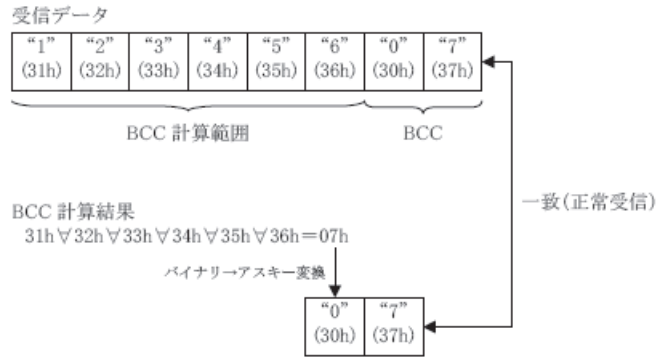 受信データ
“1” “2” “3” “4” “5” “6” “0” “7”
(31h) (32h) (33h) (34h) (35h) (36h) (30h) (37h)
BCC 計算範囲 BCC
一致(正常受信)
BCC 計算結果
31h∀32h∀33h∀34h∀35h∀36h=07h
バイナリ→アスキー変換
“0” “7”
(30h) (37h)